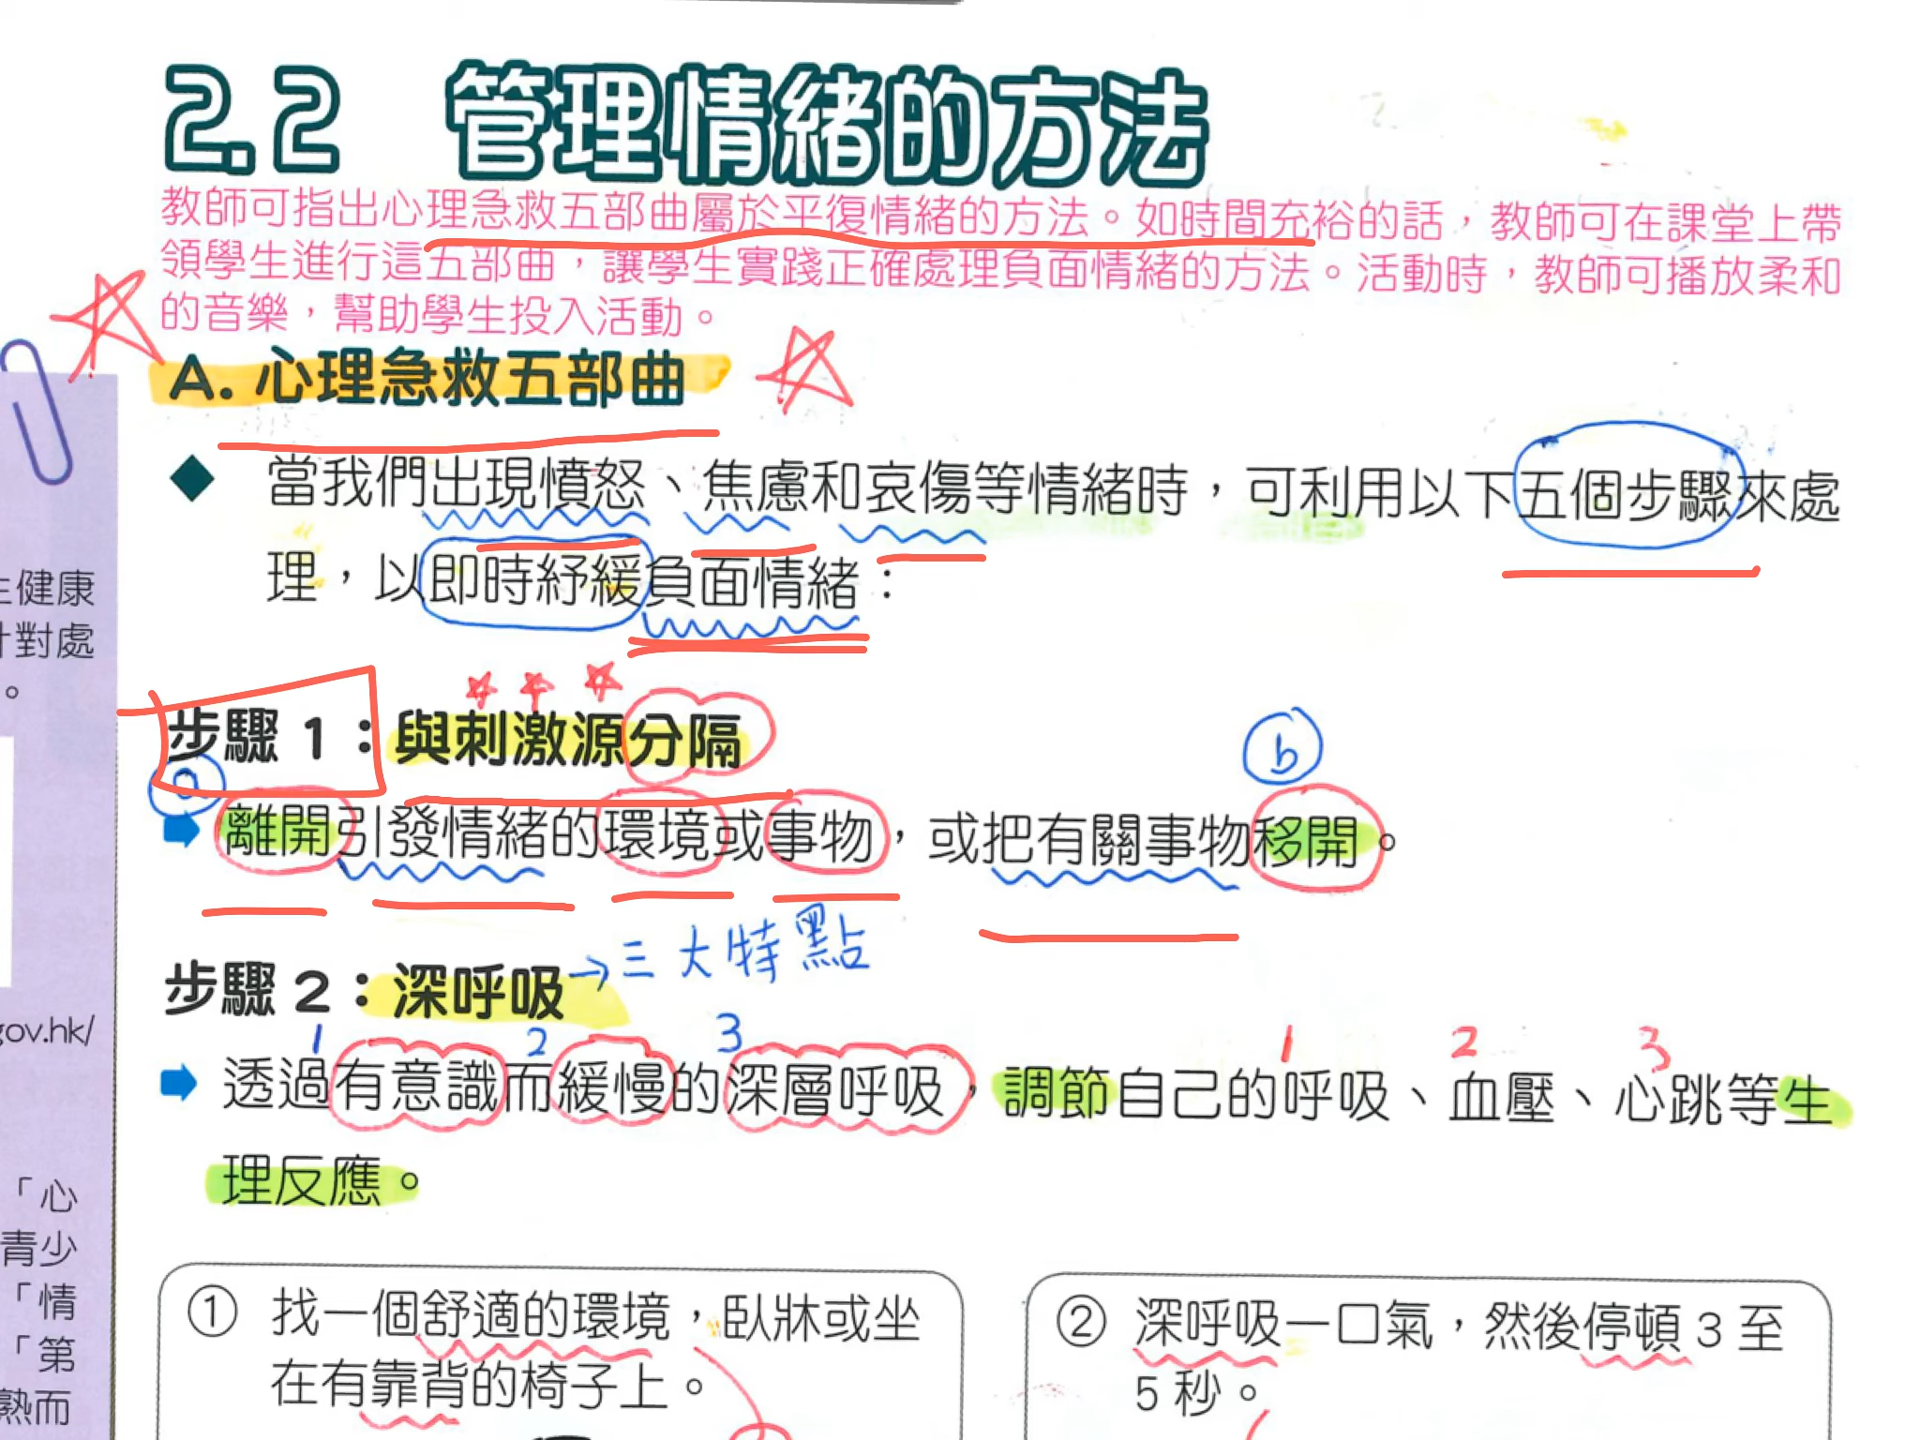 2.2 管理情緒的方法
教師可指出心理急救五部曲屬於平復情緒的方法。如時間充裕的話，教師可在課堂上帶
領學生進行這五部曲，讓學生實踐正確處理負面情緒的方法。活動時，教師可播放柔和
的音樂，幫助學生投入活動。
A. 心理急救五部曲
當我們出現憤怒、焦慮和哀傷等情緒時，可利用以下五個步驟來處
理，以即時紓緩負面情緒：
步驟 1：與刺激源分隔
a
b
離開引發情緒的環境或事物，或把有關事物移開。
步驟 2：深呼吸→三大特點
1 2 3 1 2 3
透過有意識而緩慢的深層呼吸，調節自己的呼吸、血壓、心跳等生
理反應。
① 找一個舒適的環境，臥牀或坐
在有靠背的椅子上。
② 深呼吸一口氣，然後停頓 3 至
5 秒。
健康
對處
。
gov.hk/
「心
青少
「情
「第
熟而